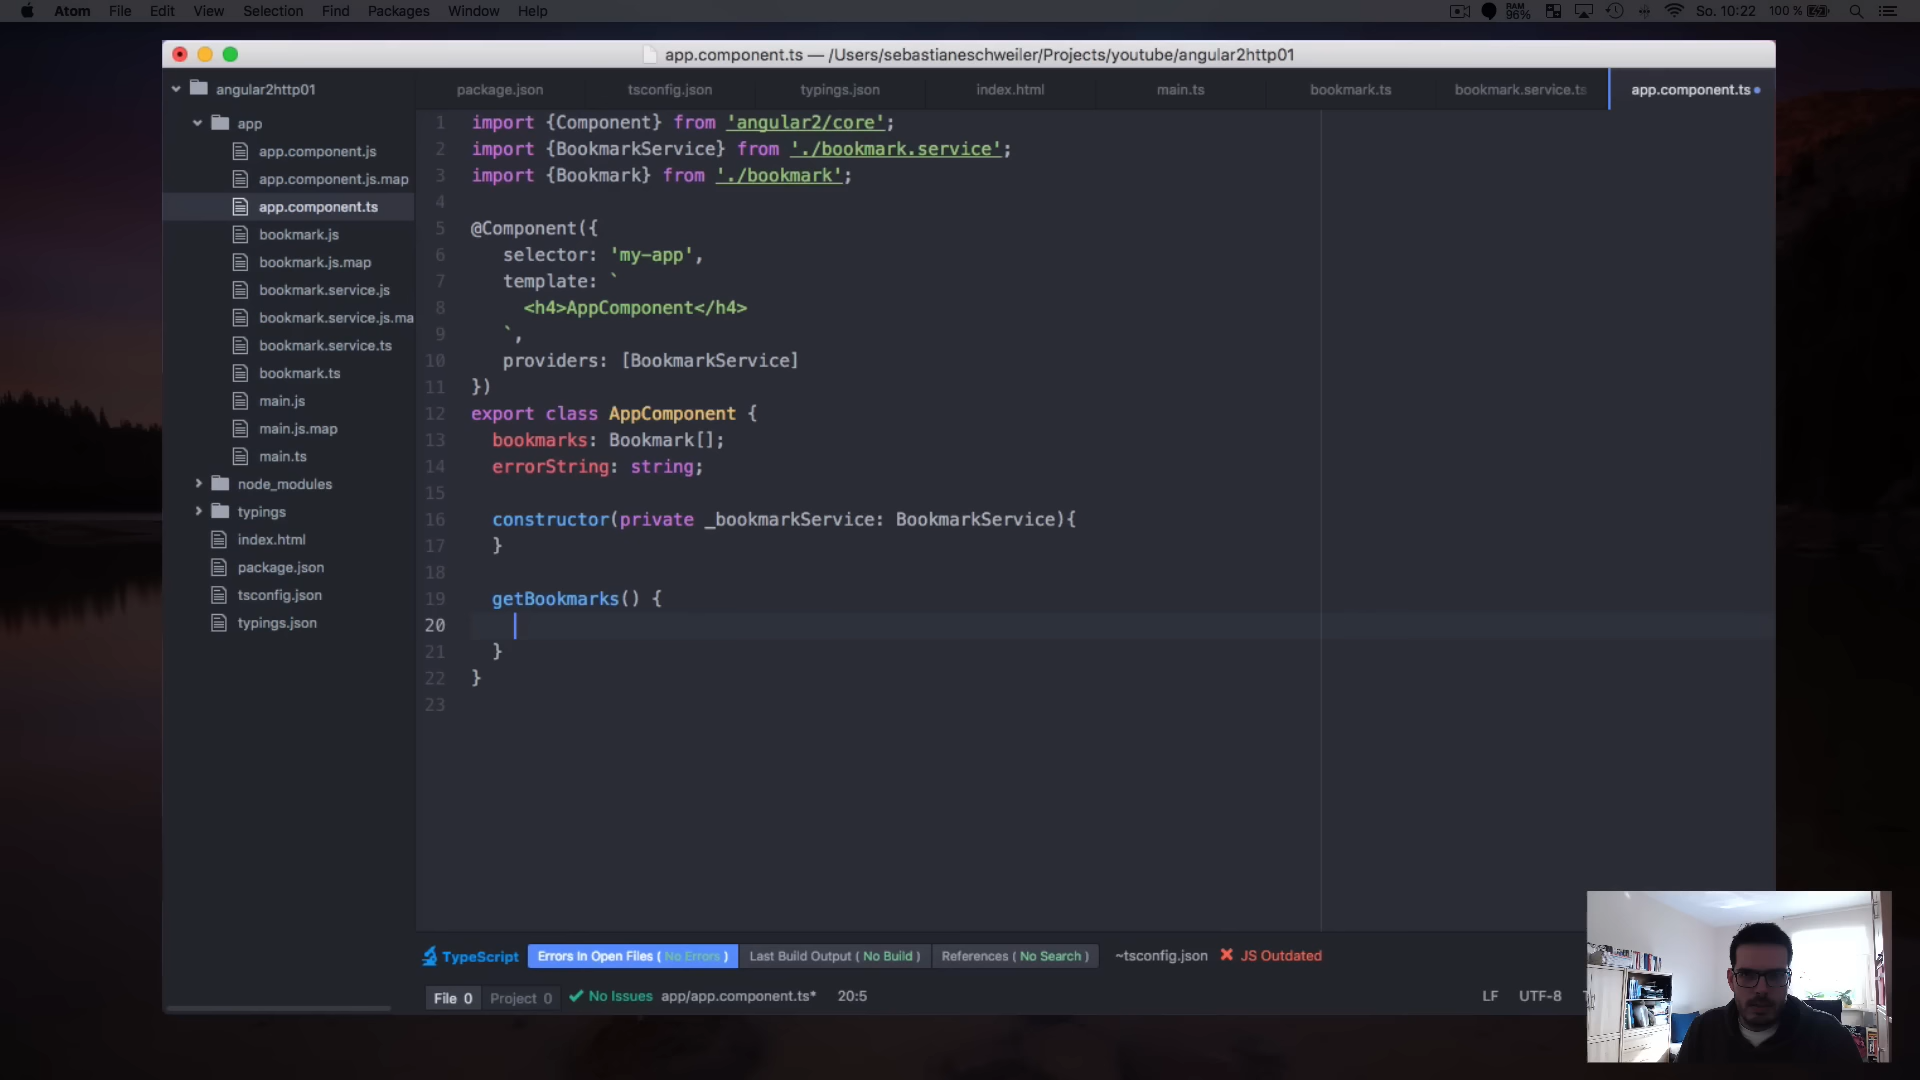 Atom File Edit View Selection Find Packages Window Help
RAM 96% So. 10:22 100 %
app.component.ts — /Users/sebastianeschweiler/Projects/youtube/angular2http01
angular2http01
app
app.component.js
app.component.js.map
app.component.ts
bookmark.js
bookmark.js.map
bookmark.service.js
bookmark.service.js.ma
bookmark.service.ts
bookmark.ts
main.js
main.js.map
main.ts
node_modules
typings
index.html
package.json
tsconfig.json
typings.json
package.json tsconfig.json typings.json index.html main.ts bookmark.ts bookmark.service.ts app.component.ts
1 import {Component} from 'angular2/core';
2 import {BookmarkService} from './bookmark.service';
3 import {Bookmark} from './bookmark';
4
5 @Component({
6 selector: 'my-app',
7 template: `
8 <h4>AppComponent</h4>
9 `,
10 providers: [BookmarkService]
11 })
12 export class AppComponent {
13 bookmarks: Bookmark[];
14 errorString: string;
15
16 constructor(private _bookmarkService: BookmarkService){
17 }
18
19 getBookmarks() {
20
21 }
22 }
23
TypeScript Errors In Open Files ( No Errors ) Last Build Output ( No Build ) References ( No Search ) ~tsconfig.json JS Outdated
File 0 Project 0 No Issues app/app.component.ts* 20:5 LF UTF-8